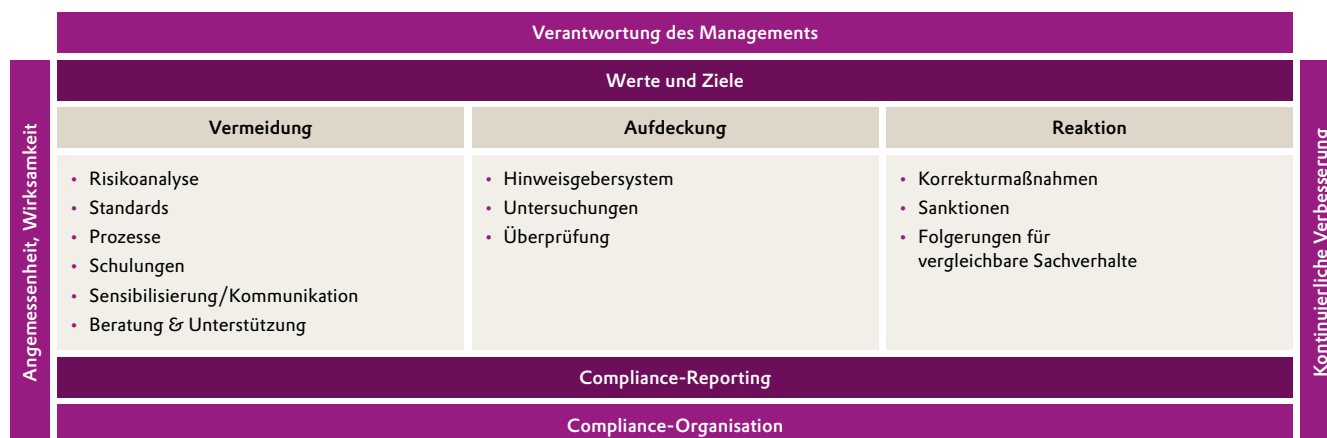 Verantwortung des Managements
Angemessenheit, Wirksamkeit
Werte und Ziele
Vermeidung
• Risikoanalyse
• Standards
• Prozesse
• Schulungen
• Sensibilisierung/Kommunikation
• Beratung & Unterstützung
Aufdeckung
• Hinweisgebersystem
• Untersuchungen
• Überprüfung
Reaktion
• Korrekturmaßnahmen
• Sanktionen
• Folgerungen für
vergleichbare Sachverhalte
Kontinuierliche Verbesserung
Compliance-Reporting
Compliance-Organisation